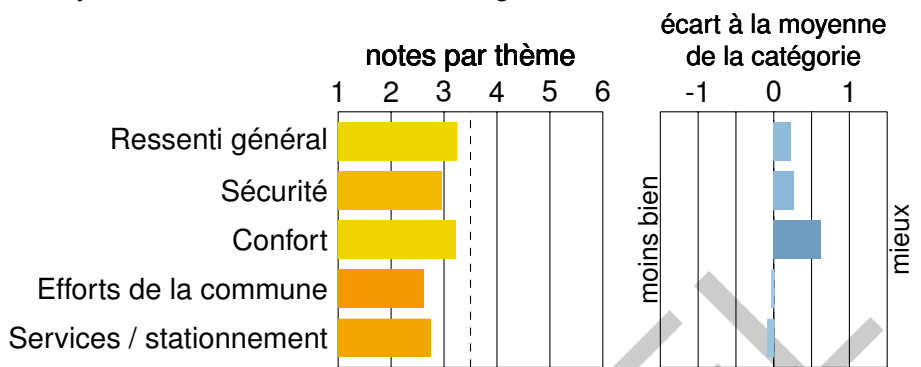 écart à la moyenne
de la catégorie
notes par thème
1 2 3 4 5 6
-1 0 1
Ressenti général
Sécurité
Confort
Efforts de la commune
Services / stationnement
moins bien
mieux